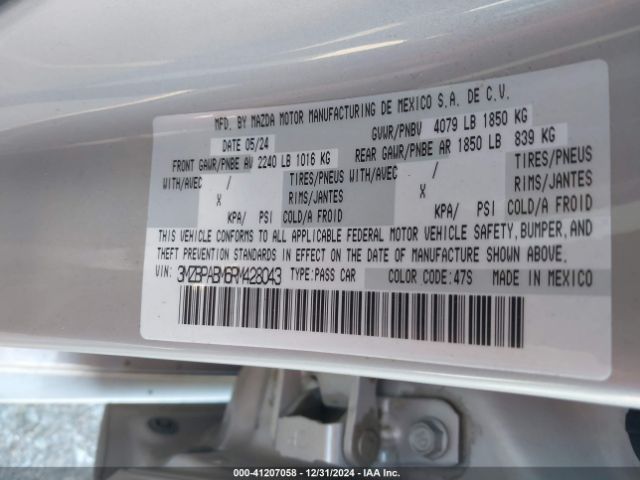 MFD. BY MAZDA MOTOR MANUFACTURING DE MEXICO S.A. DE C.V.
DATE 05/24 GVWR/PNBV 4079 LB 1850 KG
FRONT GAWR/PNBE AV 2240 LB 1016 KG REAR GAWR/PNBE AR 1850 LB 839 KG
WITH/AVEC / TIRES/PNEUS WITH/AVEC / TIRES/PNEUS
X RIMS/JANTES X RIMS/JANTES
KPA/ PSI COLD/A FROID KPA/ PSI COLD/A FROID
THIS VEHICLE CONFORMS TO ALL APPLICABLE FEDERAL MOTOR VEHICLE SAFETY, BUMPER, AND
THEFT PREVENTION STANDARDS IN EFFECT ON THE DATE OF MANUFACTURE SHOWN ABOVE.
VIN: 3MZBPABM6RM428043 TYPE: PASS CAR COLOR CODE: 47S MADE IN MEXICO
000-41207058 • 12/31/2024 • IAA Inc.